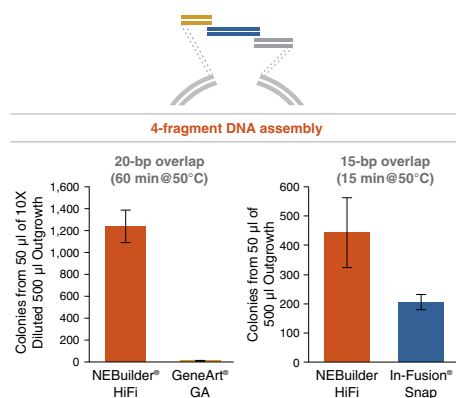 4-fragment DNA assembly
20-bp overlap
(60 min@50°C)
Colonies from 50 µl of 10X
Diluted 500 µl Outgrowth
1,600
1,400
1,200
1,000
800
600
400
200
0
NEBuilder®
HiFi
GeneArt®
GA
15-bp overlap
(15 min@50°C)
Colonies from 50 µl of
500 µl Outgrowth
600
500
400
300
200
100
0
NEBuilder
HiFi
In-Fusion®
Snap